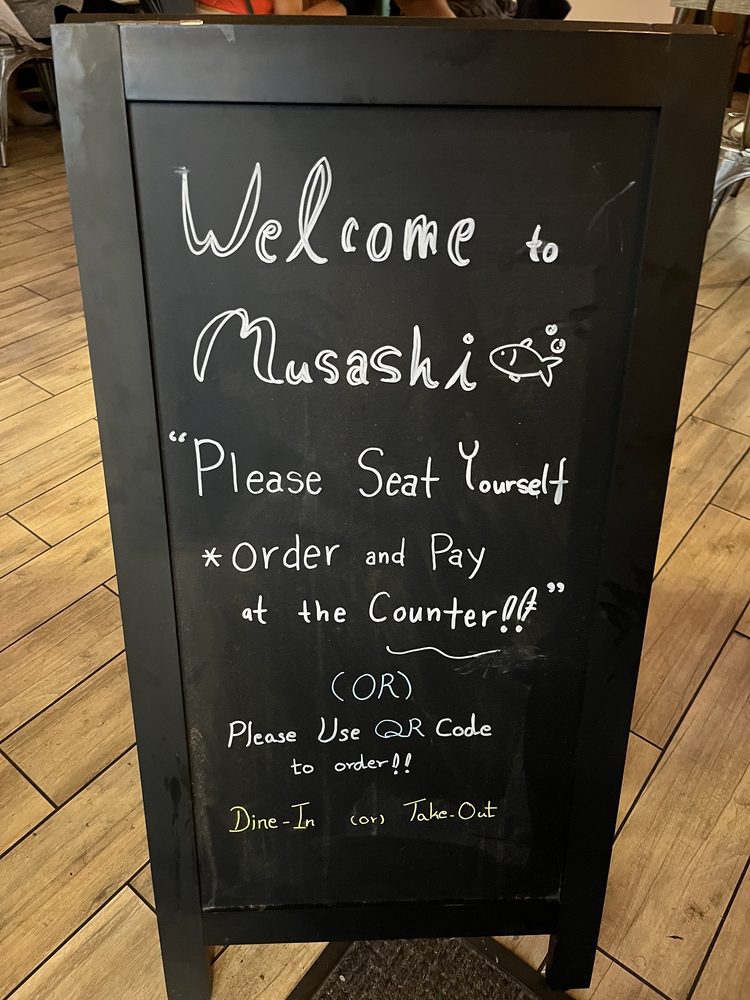 Welcome to
Musashi
“Please Seat Yourself
*Order and Pay
at the Counter!!”
(OR)
Please Use QR Code
to order!!
Dine-In (or) Take-Out